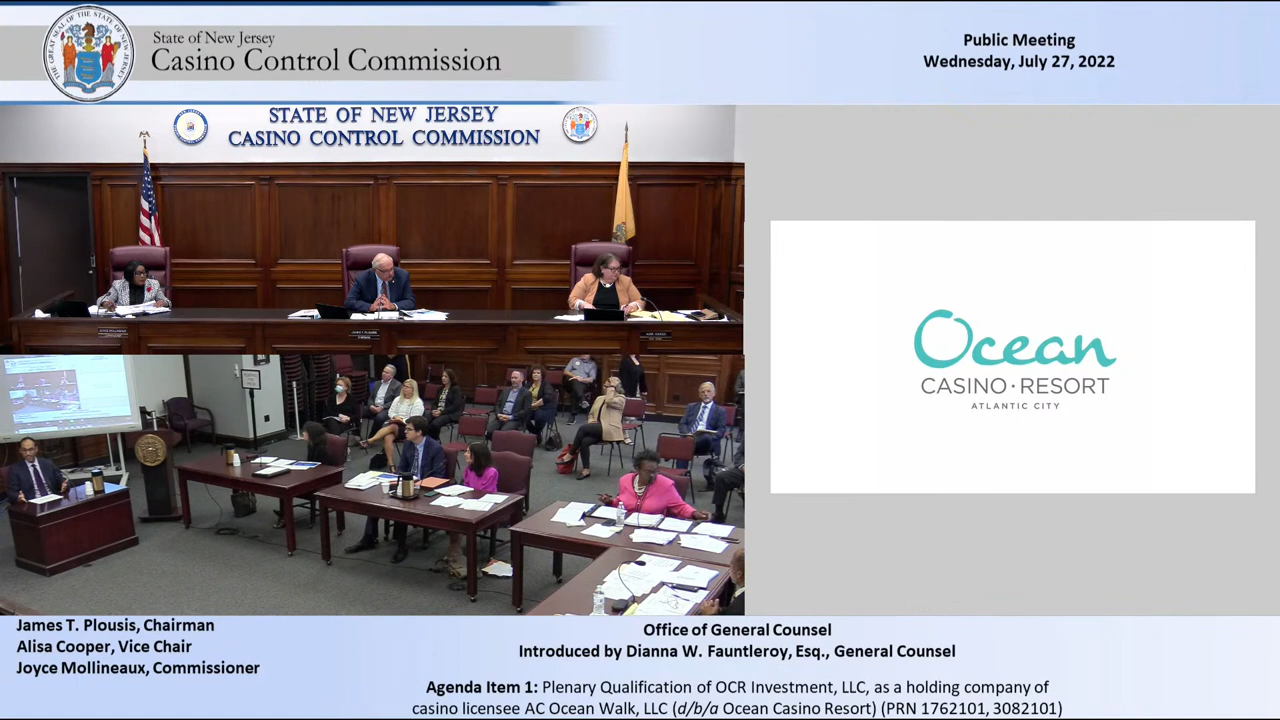 State of New Jersey
Casino Control Commission
Public Meeting
Wednesday, July 27, 2022
STATE OF NEW JERSEY
CASINO CONTROL COMMISSION
Ocean
CASINO · RESORT
ATLANTIC CITY
James T. Plousis, Chairman
Alisa Cooper, Vice Chair
Joyce Mollineaux, Commissioner
Office of General Counsel
Introduced by Dianna W. Fauntleroy, Esq., General Counsel
Agenda Item 1: Plenary Qualification of OCR Investment, LLC, as a holding company of
casino licensee AC Ocean Walk, LLC (d/b/a Ocean Casino Resort) (PRN 1762101, 3082101)